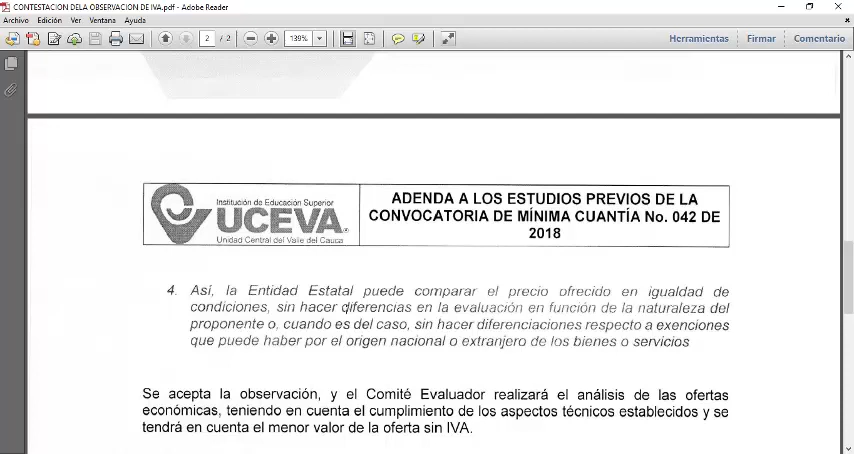 CONTESTACION DELA OBSERVACION DE IVA.pdf - Adobe Reader
Archivo Edición Ver Ventana Ayuda
2 / 2 139% Herramientas Firmar Comentario
Institución de Educación Superior
UCEVA®
Unidad Central del Valle del Cauca
ADENDA A LOS ESTUDIOS PREVIOS DE LA
CONVOCATORIA DE MÍNIMA CUANTÍA No. 042 DE
2018
4. Así, la Entidad Estatal puede comparar el precio ofrecido en igualdad de
condiciones, sin hacer diferencias en la evaluación en función de la naturaleza del
proponente o, cuando es del caso, sin hacer diferenciaciones respecto a exenciones
que puede haber por el origen nacional o extranjero de los bienes o servicios
Se acepta la observación, y el Comité Evaluador realizará el análisis de las ofertas
económicas, teniendo en cuenta el cumplimiento de los aspectos técnicos establecidos y se
tendrá en cuenta el menor valor de la oferta sin IVA.